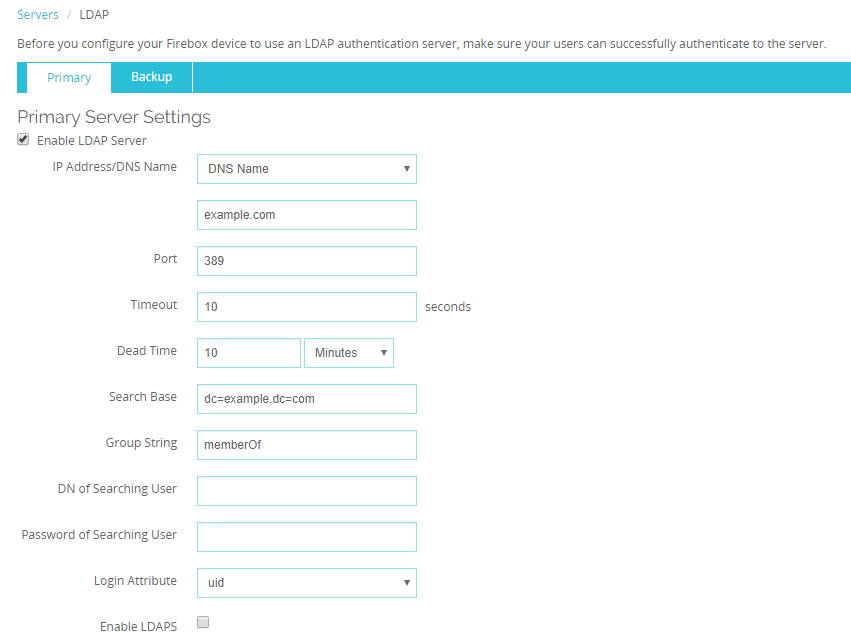 Servers / LDAP
Before you configure your Firebox device to use an LDAP authentication server, make sure your users can successfully authenticate to the server.
Primary Backup
Primary Server Settings
Enable LDAP Server
IP Address/DNS Name DNS Name
example.com
Port 389
Timeout 10 seconds
Dead Time 10 Minutes
Search Base dc=example,dc=com
Group String memberOf
DN of Searching User
Password of Searching User
Login Attribute uid
Enable LDAPS